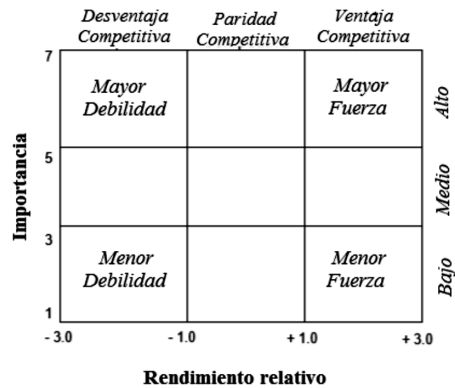 Desventaja Competitiva
Paridad Competitiva
Ventaja Competitiva
7
Mayor
Debilidad
Mayor
Fuerza
Alto
5
Importancia
Medio
3
Menor
Debilidad
Menor
Fuerza
Bajo
1
- 3.0
- 1.0
+ 1.0
+ 3.0
Rendimiento relativo